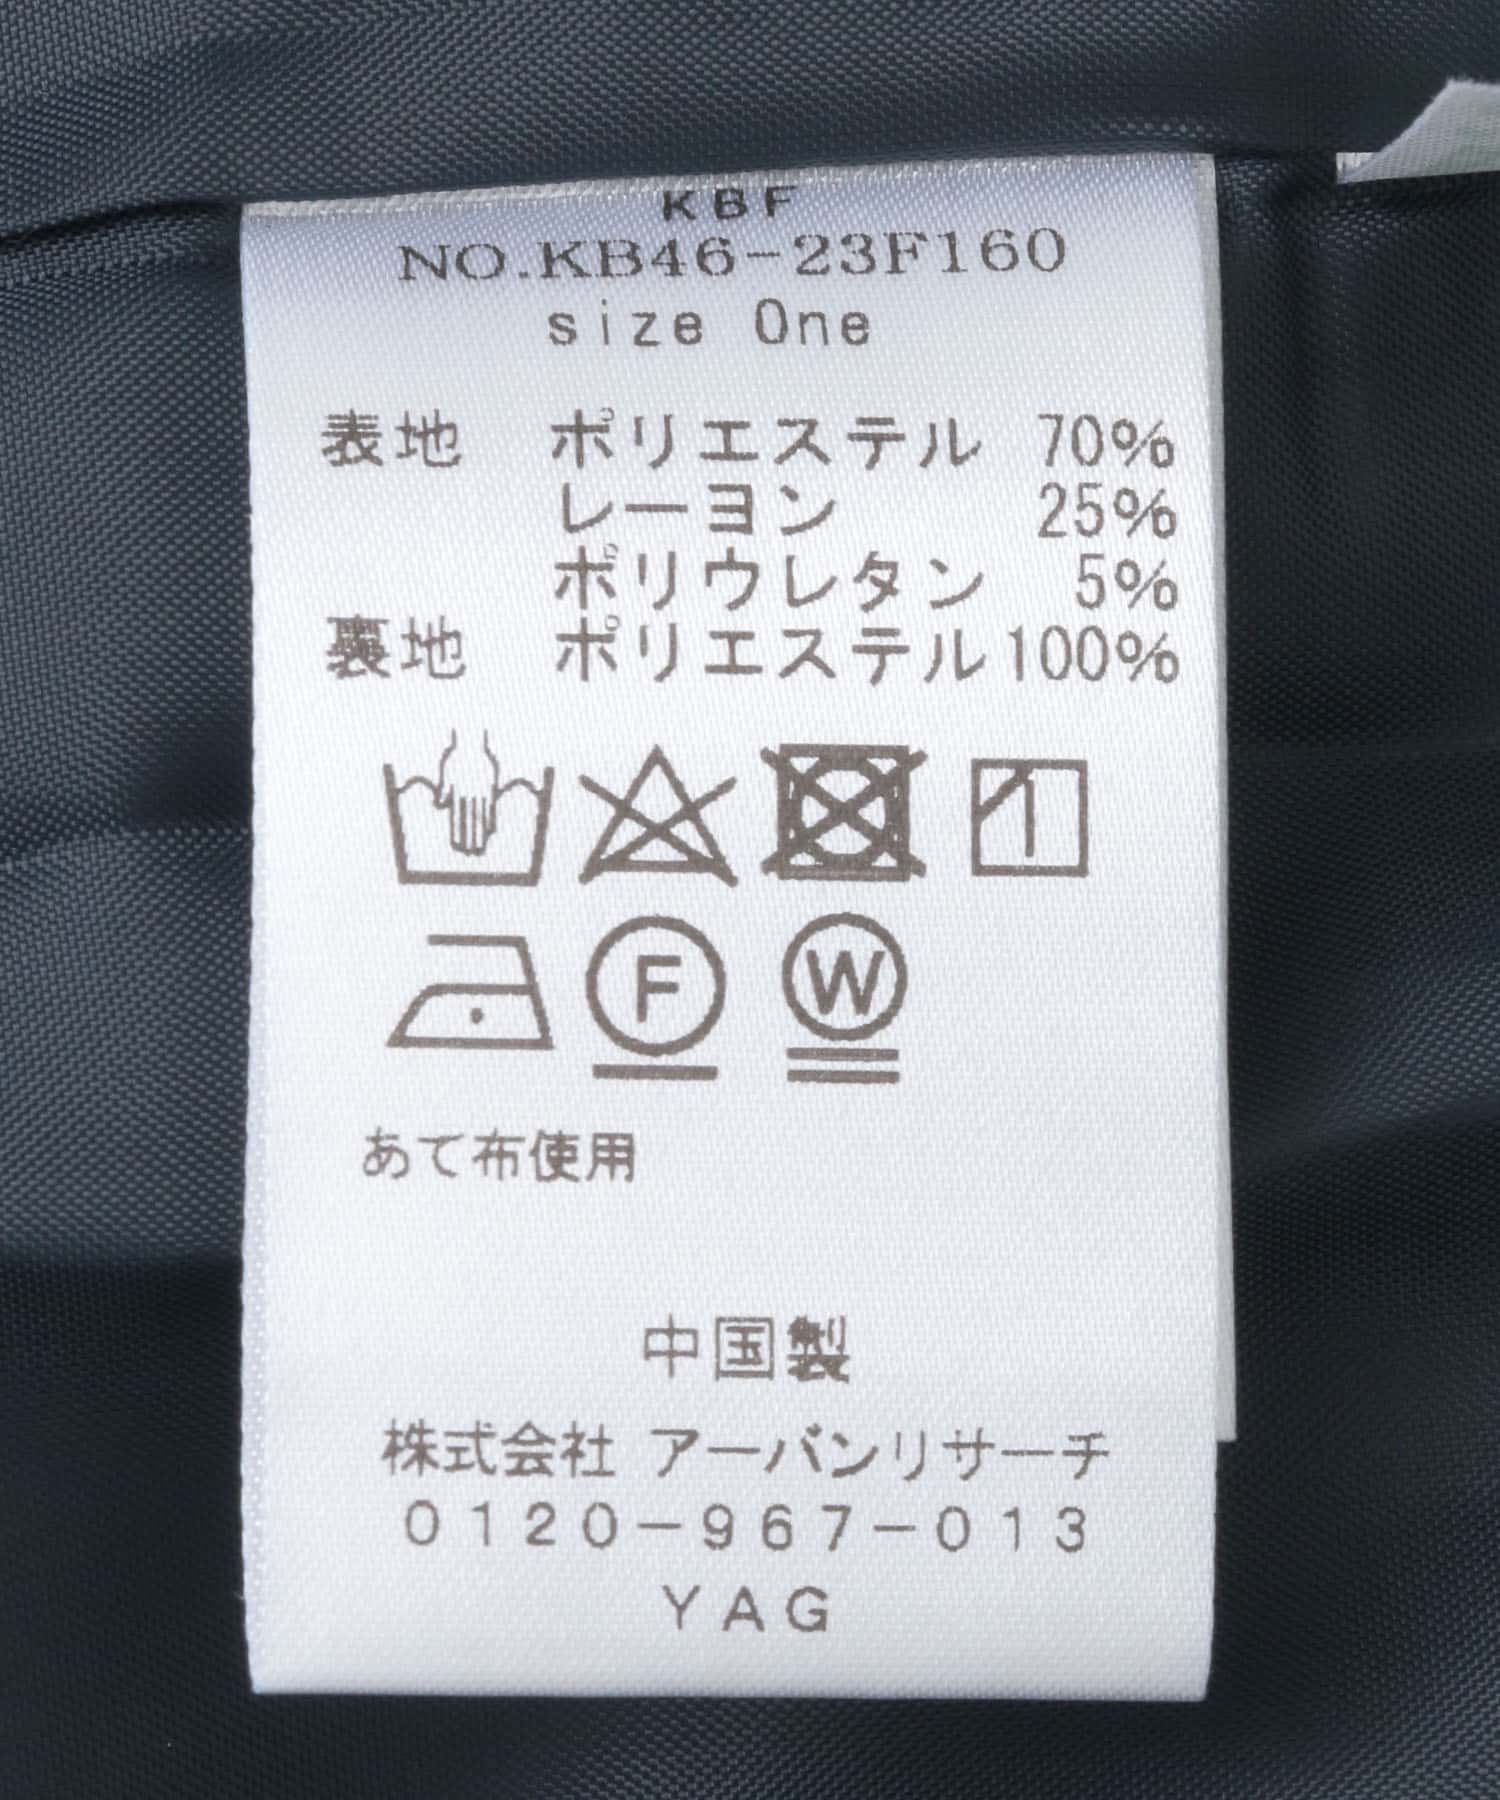 KBF
NO.KB46-23F160
size One
表地 ポリエステル 70%
レーヨン 25%
ポリウレタン 5%
裏地 ポリエステル 100%
F W
あて布使用
中国製
株式会社 アーバンリサーチ
0120-967-013
YAG